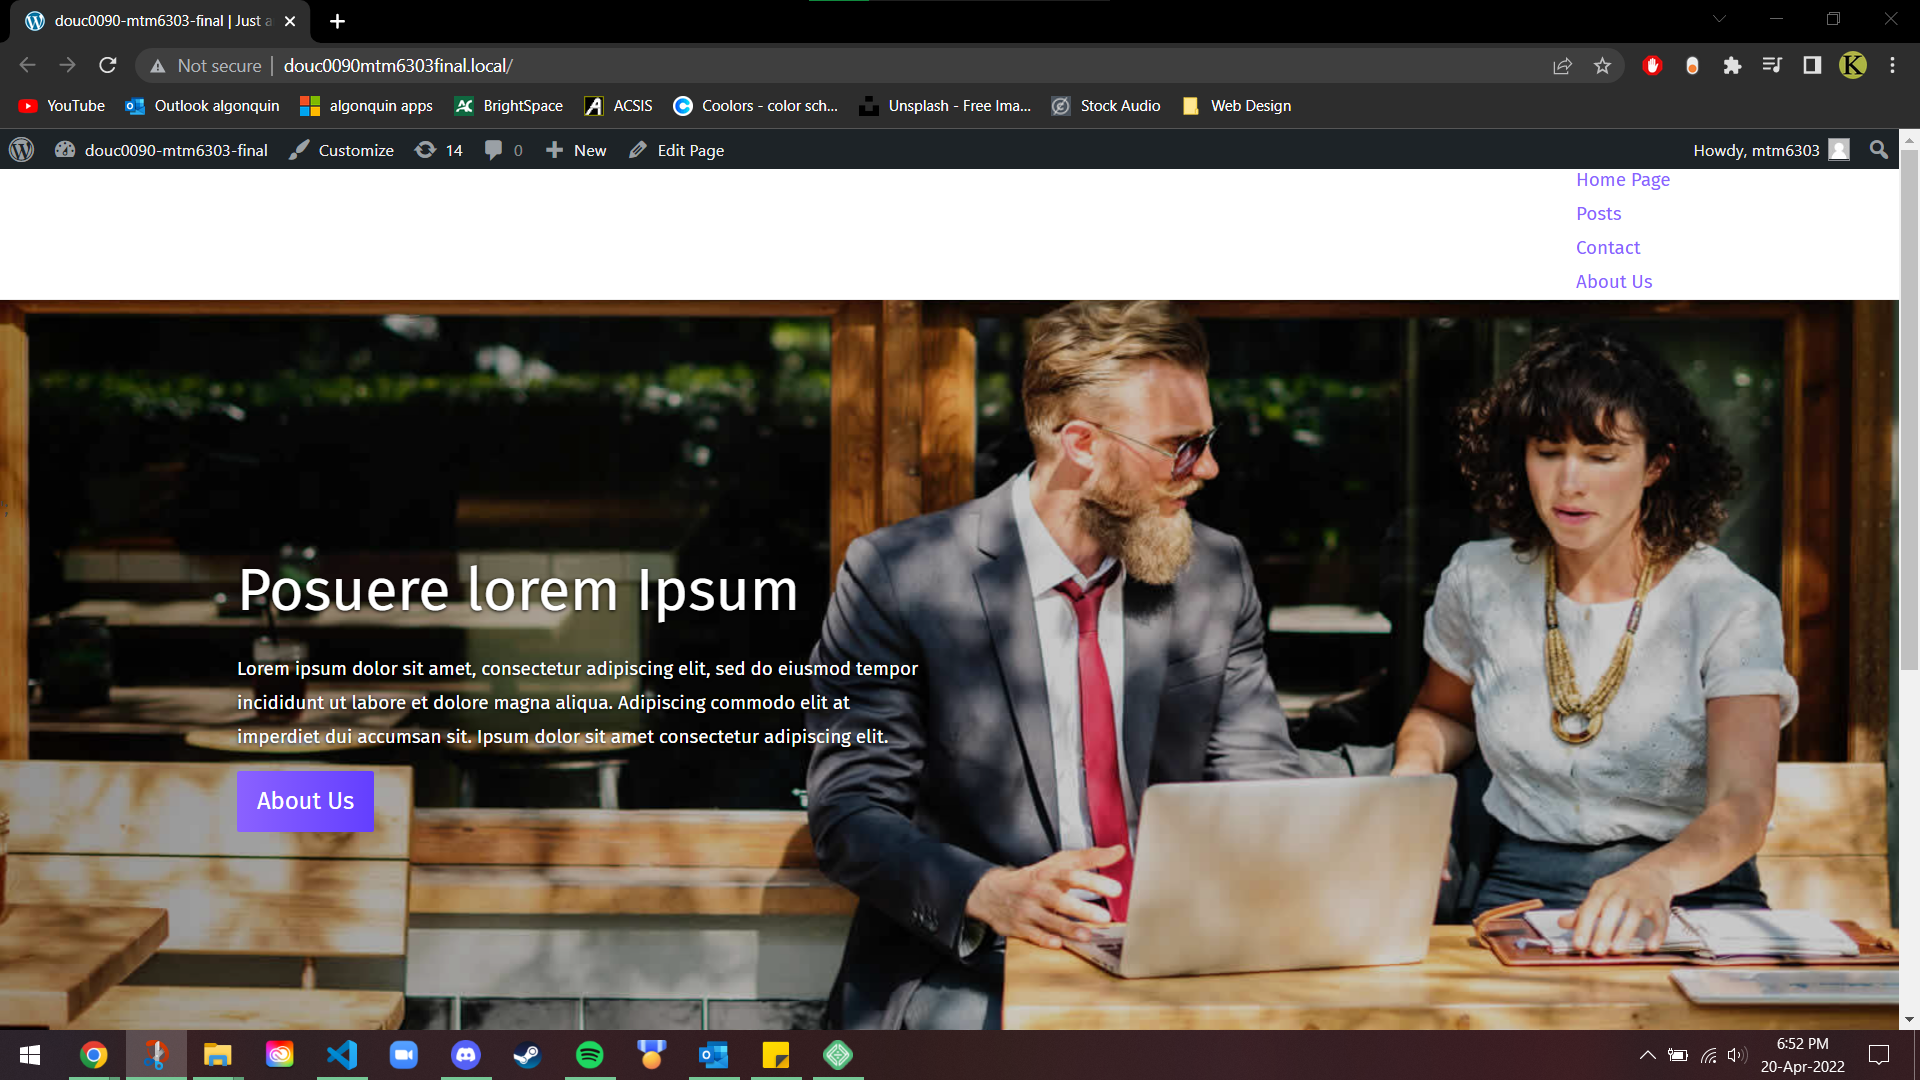 douc0090-mtm6303-final | Just a
Not secure
douc0090mtm6303final.local/
YouTube
Outlook algonquin
algonquin apps
BrightSpace
ACSIS
Coolors - color sch...
Unsplash - Free Ima...
Stock Audio
Web Design
douc0090-mtm6303-final
Customize
14
0
New
Edit Page
Howdy, mtm6303
Home Page
Posts
Contact
About Us
Posuere lorem Ipsum
Lorem ipsum dolor sit amet, consectetur adipiscing elit, sed do eiusmod tempor
incididunt ut labore et dolore magna aliqua. Adipiscing commodo elit at
imperdiet dui accumsan sit. Ipsum dolor sit amet consectetur adipiscing elit.
About Us
6:52 PM
20-Apr-2022